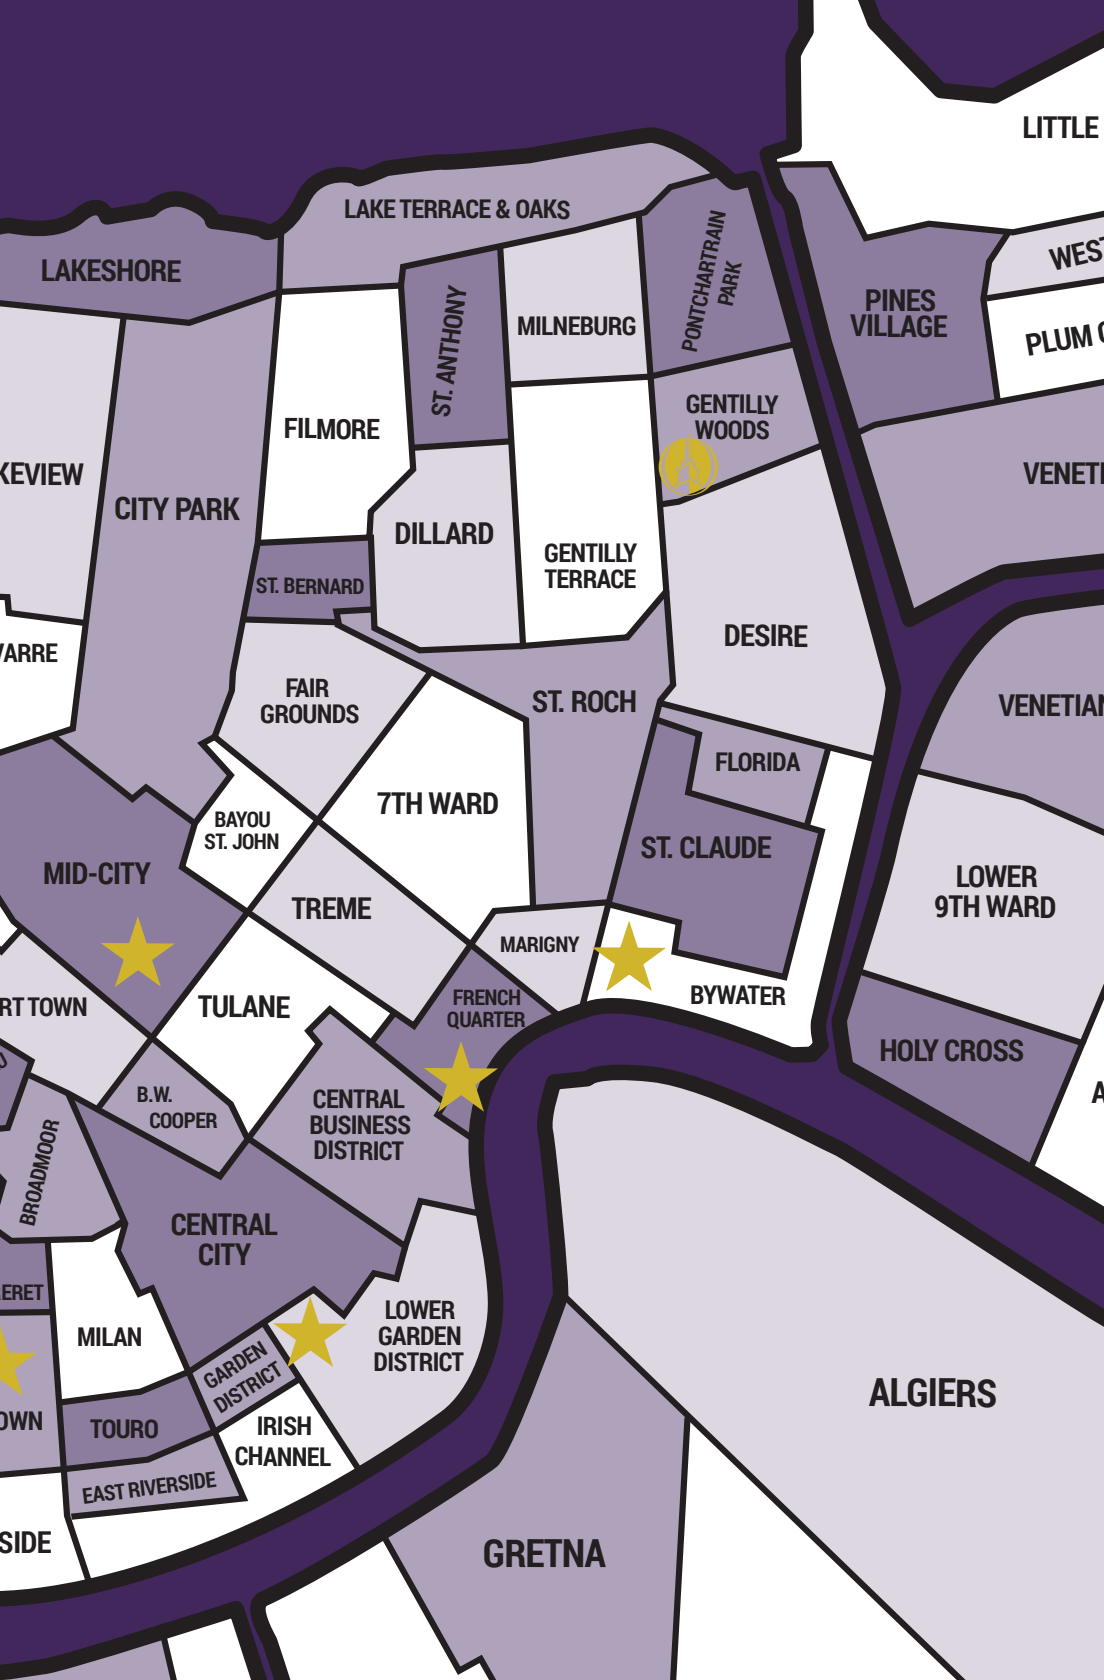 LITTLE
LAKE TERRACE & OAKS
LAKESHORE
PONTCHARTRAIN
PARK
WEST
PINES
VILLAGE
PLUM
ST. ANTHONY
MILNEBURG
FILMORE
GENTILLY
WOODS
KEVIEW
VENETI
CITY PARK
DILLARD
GENTILLY
TERRACE
ST. BERNARD
DESIRE
VARRE
FAIR
GROUNDS
ST. ROCH
VENETIAN
FLORIDA
7TH WARD
BAYOU
ST. JOHN
ST. CLAUDE
MID-CITY
LOWER
9TH WARD
TREME
MARIGNY
RT TOWN
TULANE
FRENCH
QUARTER
BYWATER
HOLY CROSS
B.W.
COOPER
CENTRAL
BUSINESS
DISTRICT
A
BROADMOOR
CENTRAL
CITY
ERET
MILAN
LOWER
GARDEN
DISTRICT
GARDEN
DISTRICT
OWN
TOURO
IRISH
CHANNEL
ALGIERS
EAST RIVERSIDE
SIDE
GRETNA